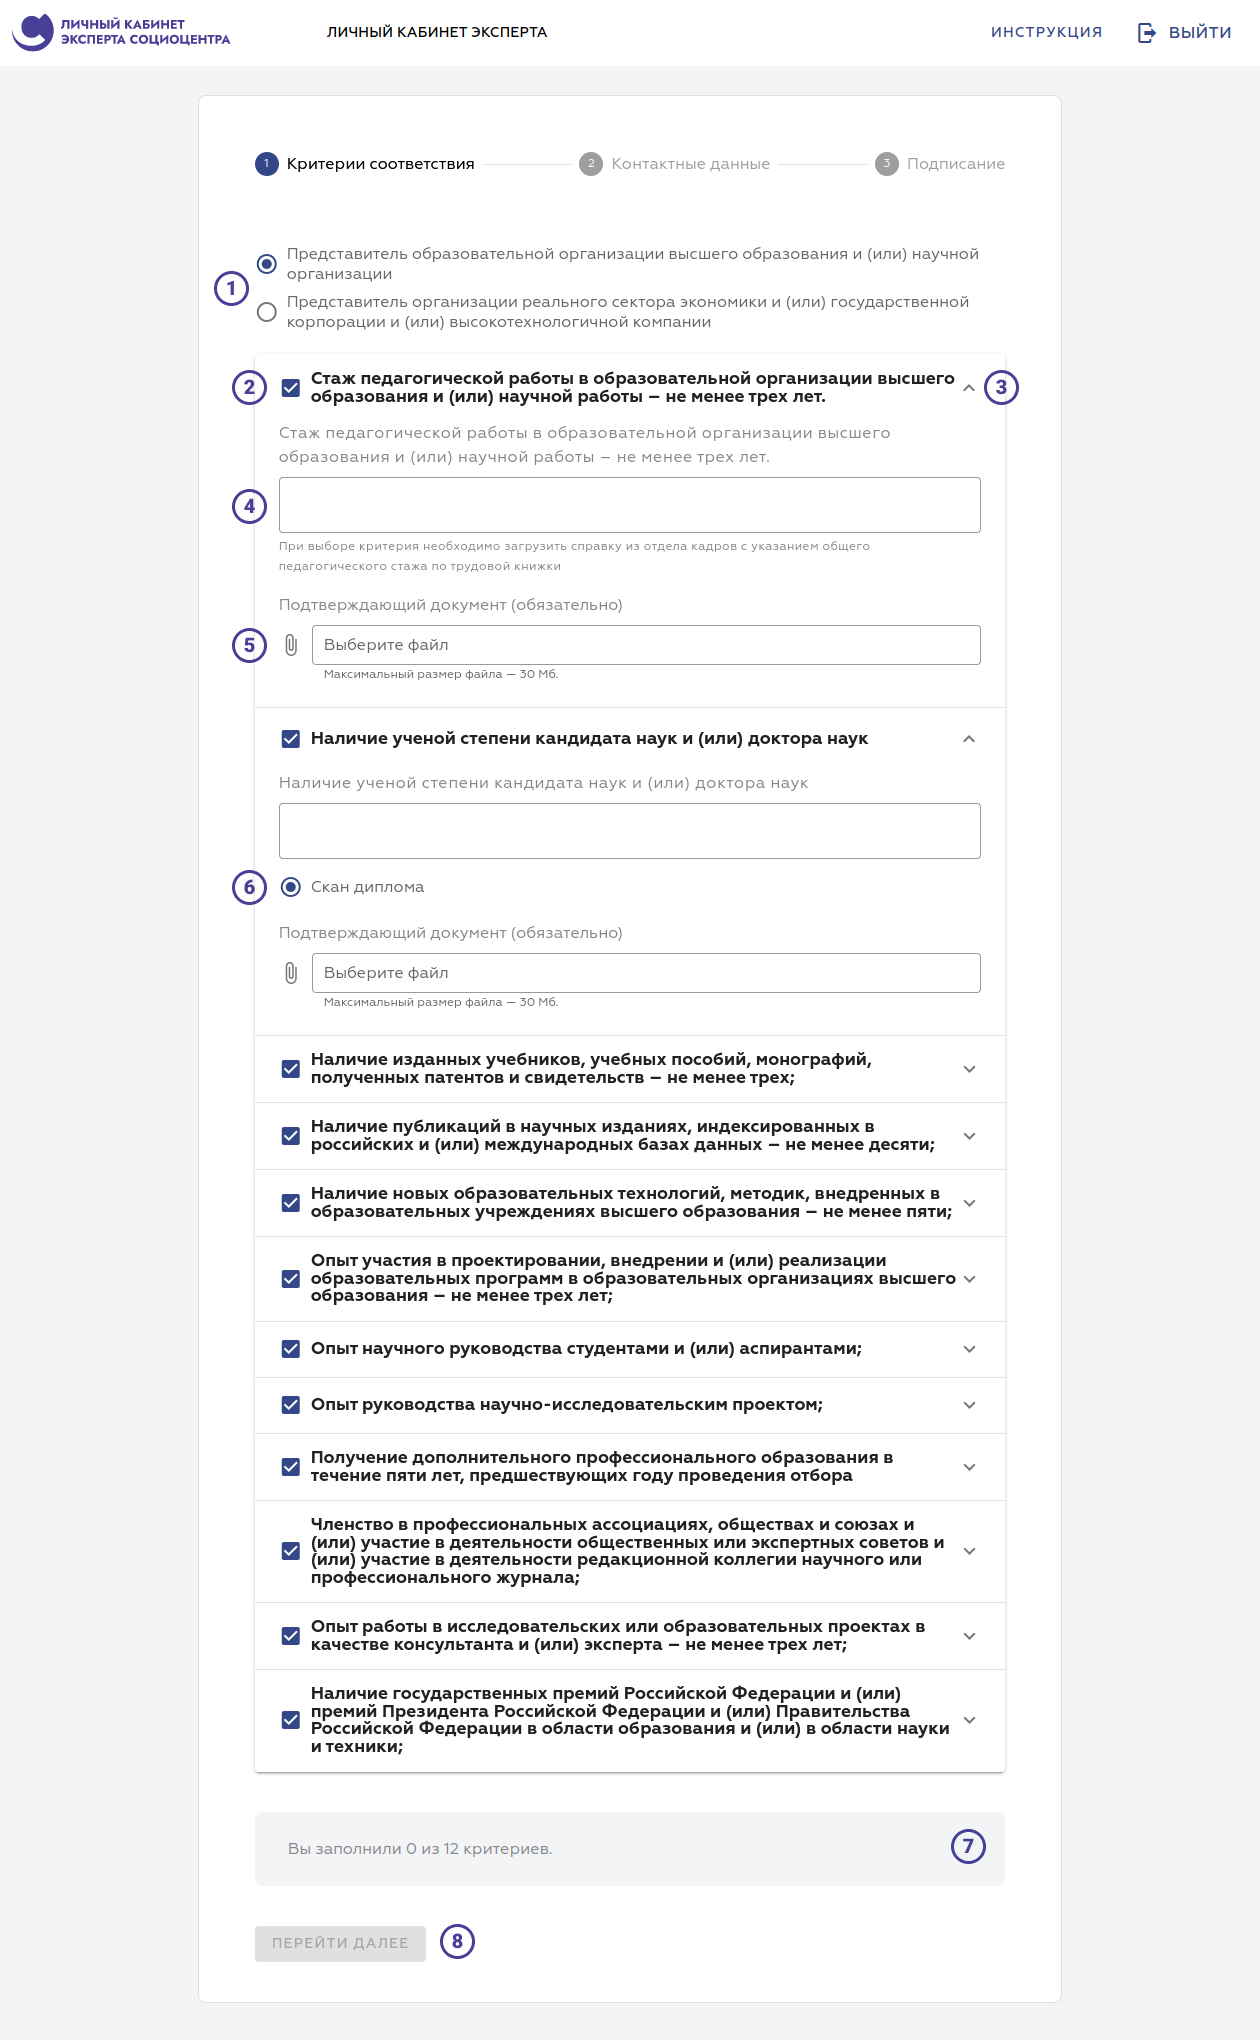 ЛИЧНЫЙ КАБИНЕТ
ЭКСПЕРТА СОЦИОЦЕНТРА
ЛИЧНЫЙ КАБИНЕТ ЭКСПЕРТА
ИНСТРУКЦИЯ
ВЫЙТИ
1 Критерии соответствия
2 Контактные данные
3 Подписание
1
Представитель образовательной организации высшего образования и (или) научной
организации
Представитель организации реального сектора экономики и (или) государственной
корпорации и (или) высокотехнологичной компании
2
Стаж педагогической работы в образовательной организации высшего
образования и (или) научной работы – не менее трех лет.
3
Стаж педагогической работы в образовательной организации высшего
образования и (или) научной работы – не менее трех лет.
4
При выборе критерия необходимо загрузить справку из отдела кадров с указанием общего
педагогического стажа по трудовой книжки
Подтверждающий документ (обязательно)
5
Выберите файл
Максимальный размер файла — 30 Мб.
Наличие ученой степени кандидата наук и (или) доктора наук
Наличие ученой степени кандидата наук и (или) доктора наук
6
Скан диплома
Подтверждающий документ (обязательно)
Выберите файл
Максимальный размер файла — 30 Мб.
Наличие изданных учебников, учебных пособий, монографий,
полученных патентов и свидетельств – не менее трех;
Наличие публикаций в научных изданиях, индексированных в
российских и (или) международных базах данных – не менее десяти;
Наличие новых образовательных технологий, методик, внедренных в
образовательных учреждениях высшего образования – не менее пяти;
Опыт участия в проектировании, внедрении и (или) реализации
образовательных программ в образовательных организациях высшего
образования – не менее трех лет;
Опыт научного руководства студентами и (или) аспирантами;
Опыт руководства научно-исследовательским проектом;
Получение дополнительного профессионального образования в
течение пяти лет, предшествующих году проведения отбора
Членство в профессиональных ассоциациях, обществах и союзах и
(или) участие в деятельности общественных или экспертных советов и
(или) участие в деятельности редакционной коллегии научного или
профессионального журнала;
Опыт работы в исследовательских или образовательных проектах в
качестве консультанта и (или) эксперта – не менее трех лет;
Наличие государственных премий Российской Федерации и (или)
премий Президента Российской Федерации и (или) Правительства
Российской Федерации в области образования и (или) в области науки
и техники;
Вы заполнили 0 из 12 критериев.
7
ПЕРЕЙТИ ДАЛЕЕ
8